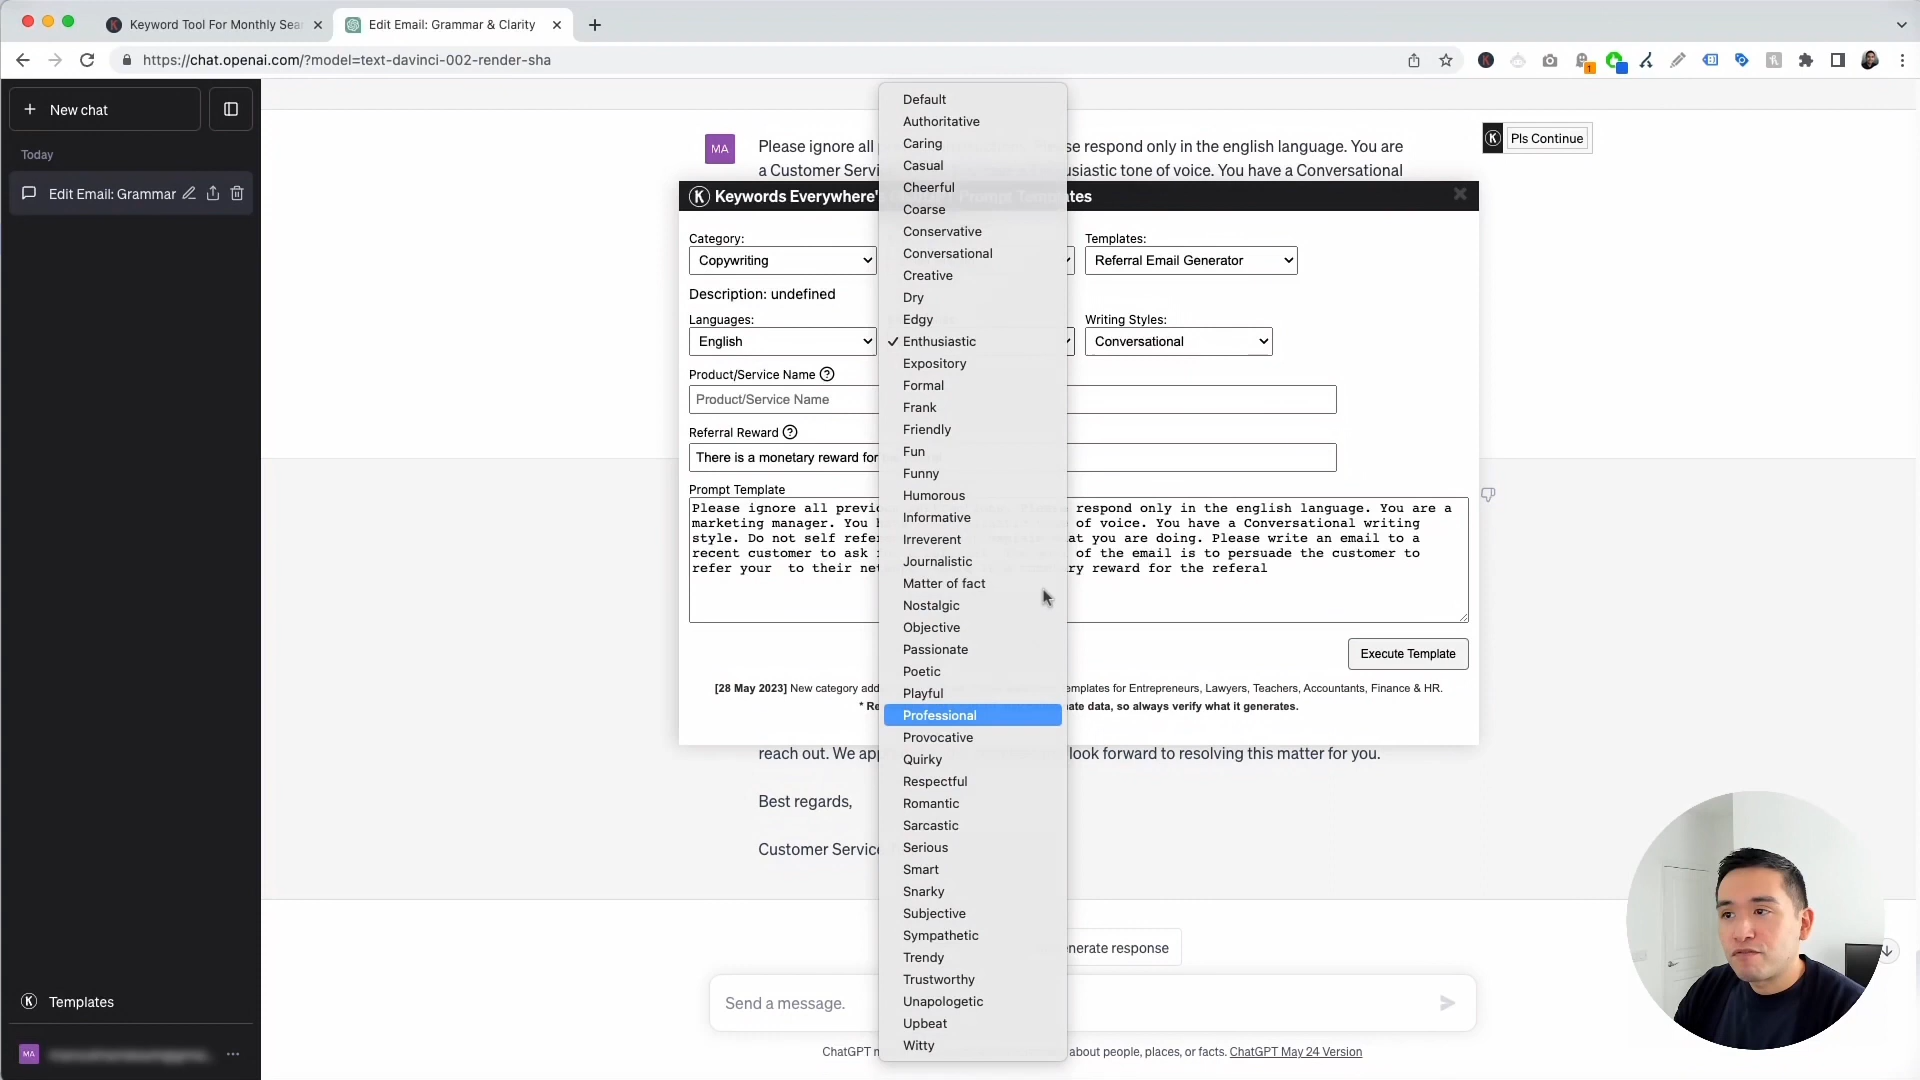 Keyword Tool For Monthly Sea
Edit Email: Grammar & Clarity
https://chat.openai.com/?model=text-davinci-002-render-sha
1
New chat
Today
Edit Email: Grammar
MA
Please ignore all
se respond only in the english language. You are
a Customer Servi
usiastic tone of voice. You have a Conversational
Pls Continue
Keywords Everywhere's ChatGPT Prompt Templates
Category:
Templates:
Copywriting
Referral Email Generator
Description: undefined
Languages:
Writing Styles:
English
Conversational
Product/Service Name
Product/Service Name
Referral Reward
There is a monetary reward for
Prompt Template
Please ignore all previo
respond only in the english language. You are a
marketing manager. You h
of voice. You have a Conversational writing
style. Do not self refer
at you are doing. Please write an email to a
recent customer to ask
of the email is to persuade the customer to
refer your to their net
ry reward for the referal
Execute Template
[28 May 2023] New category add
emplates for Entrepreneurs, Lawyers, Teachers, Accountants, Finance & HR.
* Re
ate data, so always verify what it generates.
Default
Authoritative
Caring
Casual
Cheerful
Coarse
Conservative
Conversational
Creative
Dry
Edgy
✓ Enthusiastic
Expository
Formal
Frank
Friendly
Fun
Funny
Humorous
Informative
Irreverent
Journalistic
Matter of fact
Nostalgic
Objective
Passionate
Poetic
Playful
Professional
Provocative
Quirky
Respectful
Romantic
Sarcastic
Serious
Smart
Snarky
Subjective
Sympathetic
Trendy
Trustworthy
Unapologetic
Upbeat
Witty
reach out. We app
look forward to resolving this matter for you.
Best regards,
Customer Service
enerate response
Send a message.
ChatGPT m
about people, places, or facts. ChatGPT May 24 Version
Templates
MA